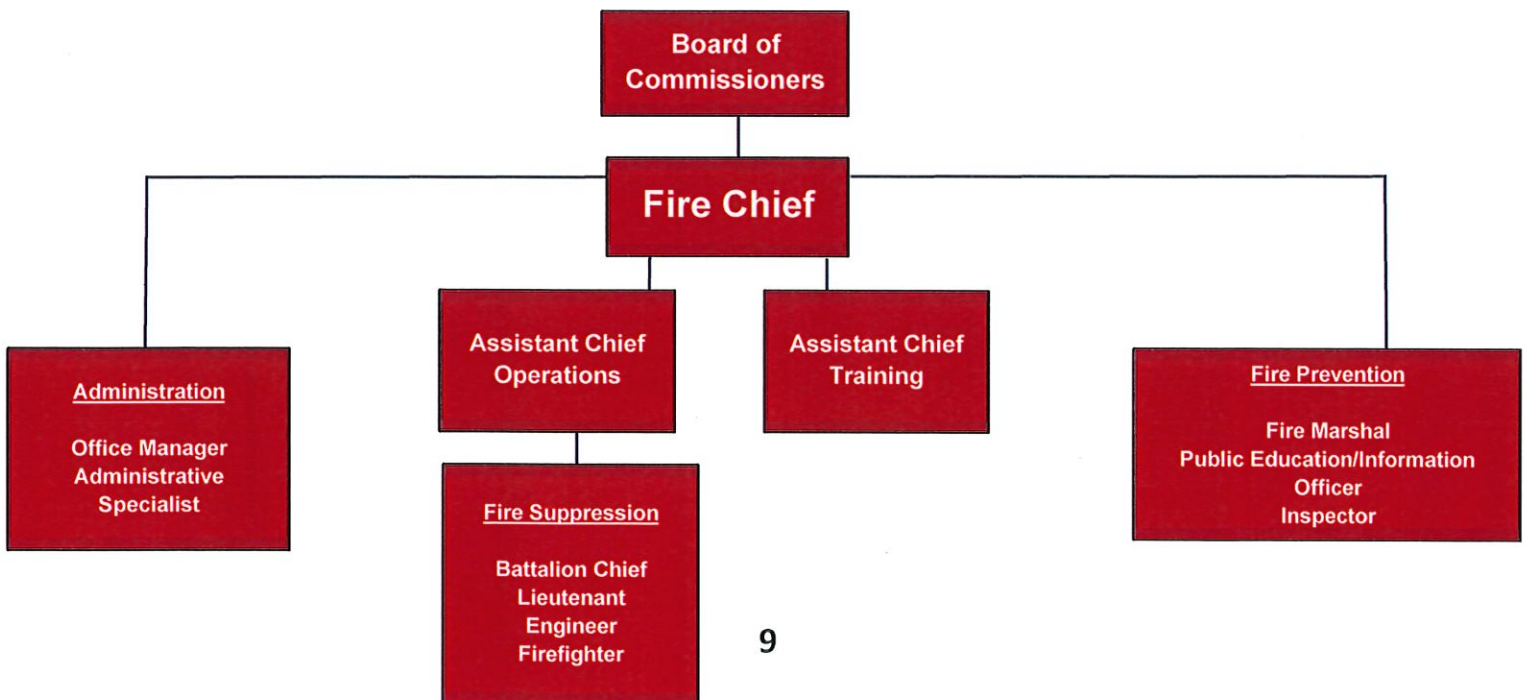 Board of
Commissioners
Fire Chief
Assistant Chief
Operations
Assistant Chief
Training
Administration
Office Manager
Administrative
Specialist
Fire Prevention
Fire Marshal
Public Education/Information
Officer
Inspector
Fire Suppression
Battalion Chief
Lieutenant
Engineer
Firefighter
9